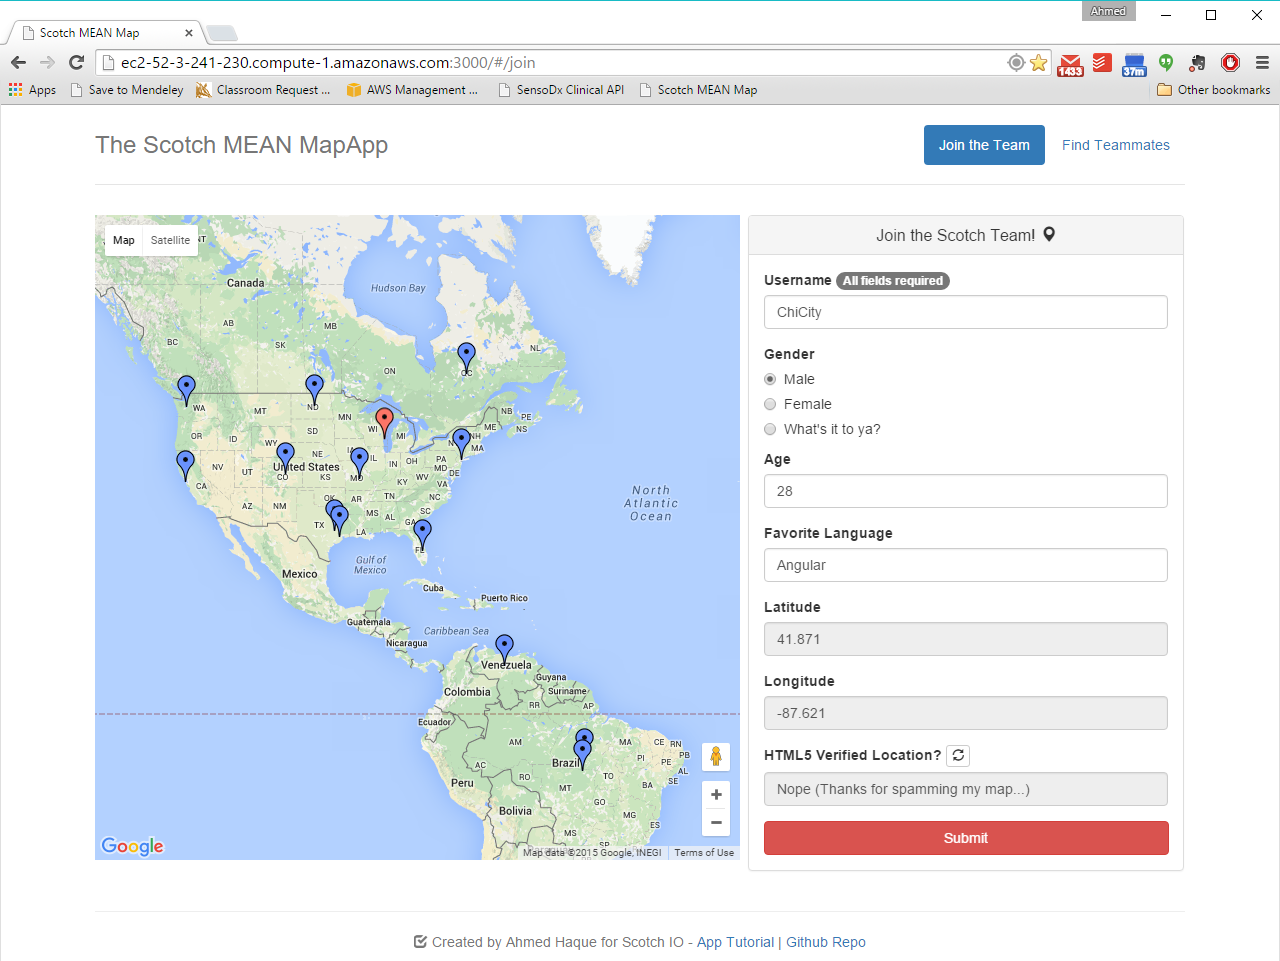 Ahmed
Scotch MEAN Map
ec2-52-3-241-230.compute-1.amazonaws.com:3000/#/join
1433
37m
Apps
Save to Mendeley
Classroom Request ...
AWS Management ...
SensoDx Clinical API
Scotch MEAN Map
Other bookmarks
The Scotch MEAN MapApp
Join the Team
Find Teammates
Map
Satellite
NT
Canada
Hudson Bay
AB
MB
BC
SK
NL
ON
QC
NB
PE
NS
WA
MT
ND
MN
OR
ID
SD
WI
MI
NH
WY
MA
NE
PA
United States
IL
IN
OH
MD
NV
UT
CO
KS
MO
WV
DE
CA
KY
VA
OK
AR
TN
NC
AZ
NM
MS
SC
AL
GA
TX
LA
FL
North
Atlantic
Ocean
Gulf of
Mexico
Mexico
Cuba
Puerto Rico
Guatemala
Caribbean Sea
Nicaragua
Venezuela
Guyana
Colombia
Suriname
RR
AP
Ecuador
AM
MA
CE
RN
PB
PI
PE
AC
TO
AL
RO
SE
Brazil
BA
Peru
MT
GO
Bolivia
MG
MS
ES
SP
RJ
Google
Map data ©2015 Google, INEGI
Terms of Use
Join the Scotch Team!
Username All fields required
ChiCity
Gender
Male
Female
What's it to ya?
Age
28
Favorite Language
Angular
Latitude
41.871
Longitude
-87.621
HTML5 Verified Location?
Nope (Thanks for spamming my map...)
Submit
Created by Ahmed Haque for Scotch IO - App Tutorial | Github Repo